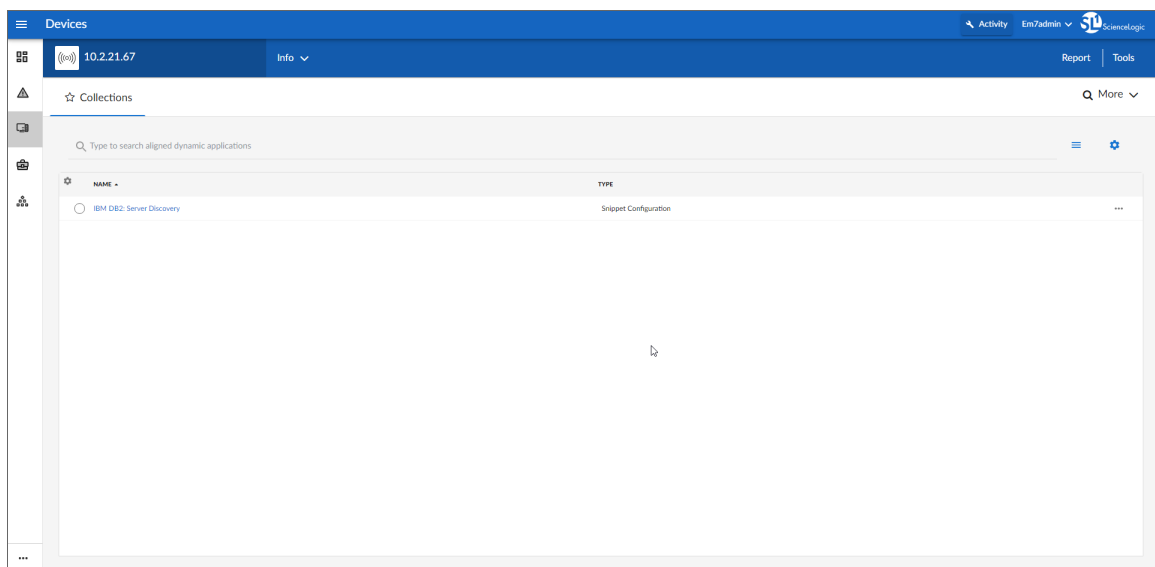 Devices
Activity Em7admin SL1 ScienceLogic
((o)) 10.2.21.67 Info Report Tools
Collections More
Type to search aligned dynamic applications
NAME TYPE
IBM DB2: Server Discovery Snippet Configuration